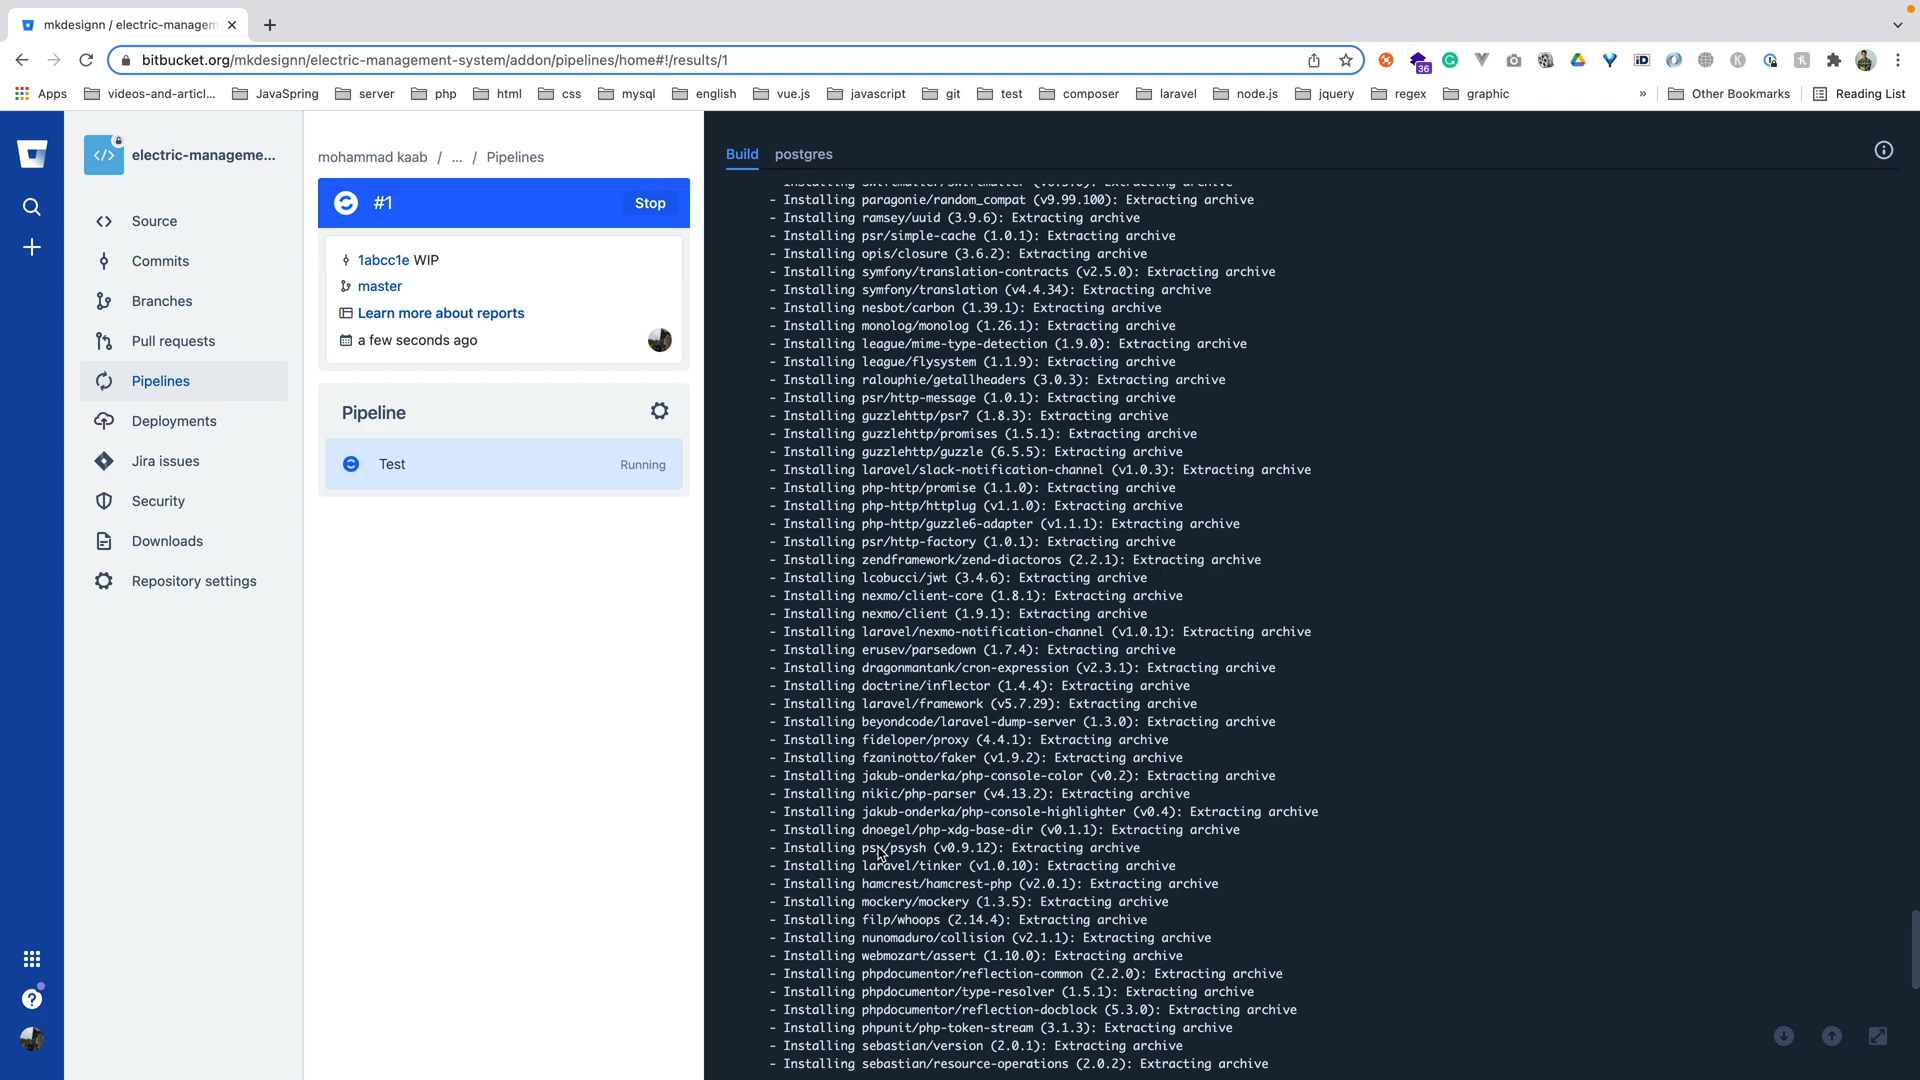 mkdesignn / electric-managem
bitbucket.org/mkdesignn/electric-management-system/addon/pipelines/home#!/results/1
36
Apps
videos-and-articl...
JavaSpring
server
php
html
css
mysql
english
vue.js
javascript
git
test
composer
laravel
node.js
jquery
regex
graphic
»
Other Bookmarks
Reading List
electric-manageme...
Source
Commits
Branches
Pull requests
Pipelines
Deployments
Jira issues
Security
Downloads
Repository settings
mohammad kaab / ... / Pipelines
#1
Stop
1abcc1e WIP
master
Learn more about reports
a few seconds ago
Pipeline
Test
Running
Build
postgres
- Installing swiftmailer/swiftmailer (v6.3.0): Extracting archive
- Installing paragonie/random_compat (v9.99.100): Extracting archive
- Installing ramsey/uuid (3.9.6): Extracting archive
- Installing psr/simple-cache (1.0.1): Extracting archive
- Installing opis/closure (3.6.2): Extracting archive
- Installing symfony/translation-contracts (v2.5.0): Extracting archive
- Installing symfony/translation (v4.4.34): Extracting archive
- Installing nesbot/carbon (1.39.1): Extracting archive
- Installing monolog/monolog (1.26.1): Extracting archive
- Installing league/mime-type-detection (1.9.0): Extracting archive
- Installing league/flysystem (1.1.9): Extracting archive
- Installing ralouphie/getallheaders (3.0.3): Extracting archive
- Installing psr/http-message (1.0.1): Extracting archive
- Installing guzzlehttp/psr7 (1.8.3): Extracting archive
- Installing guzzlehttp/promises (1.5.1): Extracting archive
- Installing guzzlehttp/guzzle (6.5.5): Extracting archive
- Installing laravel/slack-notification-channel (v1.0.3): Extracting archive
- Installing php-http/promise (1.1.0): Extracting archive
- Installing php-http/httplug (v1.1.0): Extracting archive
- Installing php-http/guzzle6-adapter (v1.1.1): Extracting archive
- Installing psr/http-factory (1.0.1): Extracting archive
- Installing zendframework/zend-diactoros (2.2.1): Extracting archive
- Installing lcobucci/jwt (3.4.6): Extracting archive
- Installing nexmo/client-core (1.8.1): Extracting archive
- Installing nexmo/client (1.9.1): Extracting archive
- Installing laravel/nexmo-notification-channel (v1.0.1): Extracting archive
- Installing erusev/parsedown (1.7.4): Extracting archive
- Installing dragonmantank/cron-expression (v2.3.1): Extracting archive
- Installing doctrine/inflector (1.4.4): Extracting archive
- Installing laravel/framework (v5.7.29): Extracting archive
- Installing beyondcode/laravel-dump-server (1.3.0): Extracting archive
- Installing fideloper/proxy (4.4.1): Extracting archive
- Installing fzaninotto/faker (v1.9.2): Extracting archive
- Installing jakub-onderka/php-console-color (v0.2): Extracting archive
- Installing nikic/php-parser (v4.13.2): Extracting archive
- Installing jakub-onderka/php-console-highlighter (v0.4): Extracting archive
- Installing dnoegel/php-xdg-base-dir (v0.1.1): Extracting archive
- Installing psy/psysh (v0.9.12): Extracting archive
- Installing laravel/tinker (v1.0.10): Extracting archive
- Installing hamcrest/hamcrest-php (v2.0.1): Extracting archive
- Installing mockery/mockery (1.3.5): Extracting archive
- Installing filp/whoops (2.14.4): Extracting archive
- Installing nunomaduro/collision (v2.1.1): Extracting archive
- Installing webmozart/assert (1.10.0): Extracting archive
- Installing phpdocumentor/reflection-common (2.2.0): Extracting archive
- Installing phpdocumentor/type-resolver (1.5.1): Extracting archive
- Installing phpdocumentor/reflection-docblock (5.3.0): Extracting archive
- Installing phpunit/php-token-stream (3.1.3): Extracting archive
- Installing sebastian/version (2.0.1): Extracting archive
- Installing sebastian/resource-operations (2.0.2): Extracting archive